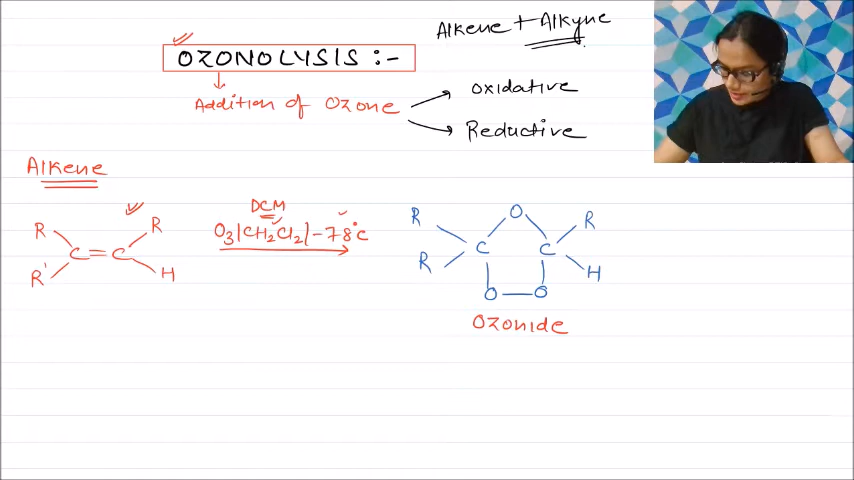 Alkene + Alkyne
OZONOLYSIS :-
Addition of Ozone
Oxidative
Reductive
Alkene
R
R'
C=C
R
H
DCM
O3/CH2Cl2/-78°C
R
R
C
O
C
R
H
O—O
Ozonide